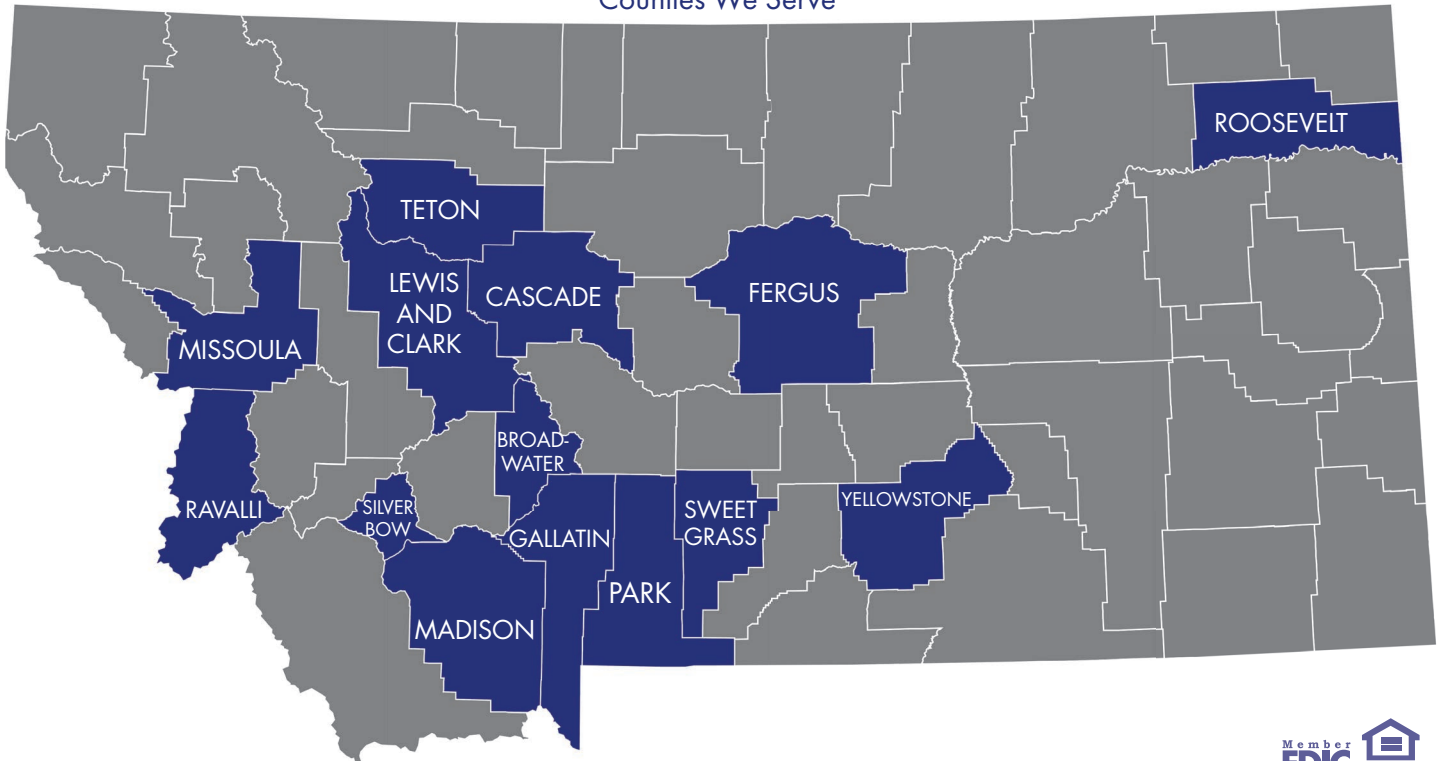 Counties We Serve
ROOSEVELT
TETON
LEWIS
AND
CLARK
CASCADE
FERGUS
MISSOULA
BROAD-
WATER
RAVALLI
SILVER
BOW
GALLATIN
SWEET
GRASS
YELLOWSTONE
PARK
MADISON
Member
FDIC